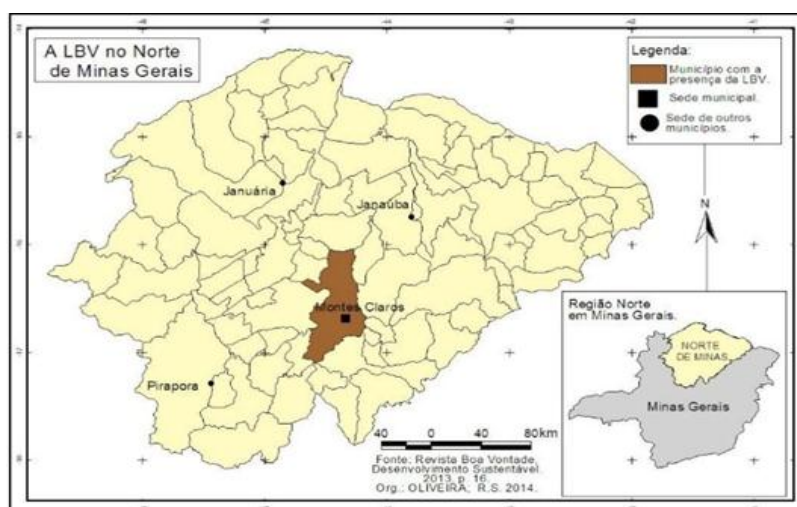 A LBV no Norte
de Minas Gerais
Legenda:
Município com a
presença da LBV.
Sede municipal.
Sede de outros
municípios.
Januária
Janaúba
N
Montes Claros
Pirapora
Região Norte
em Minas Gerais.
NORTE
DE MINAS
Minas Gerais
40 0 40 80km
Fonte: Revista Boa Vontade,
Desenvolvimento Sustentável.
2013, p. 16.
Org.: OLIVEIRA, R.S. 2014.